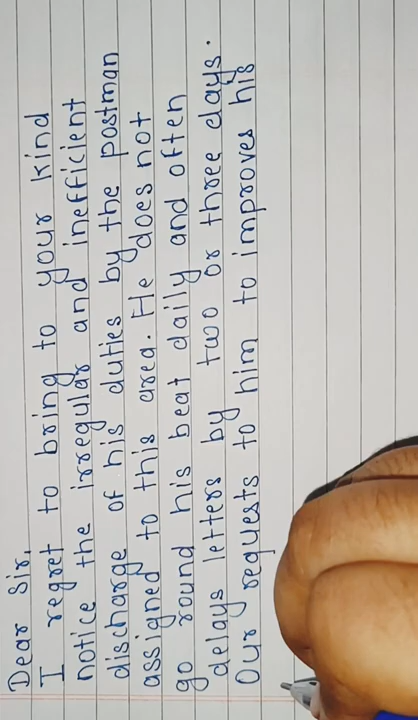 Dear Sir,
I regret to bring to your kind
notice the irregular and inefficient
discharge of his duties by the postman
assigned to this area. He does not
go round his beat daily and often
delays letters by two or three days.
Our requests to him to improves his